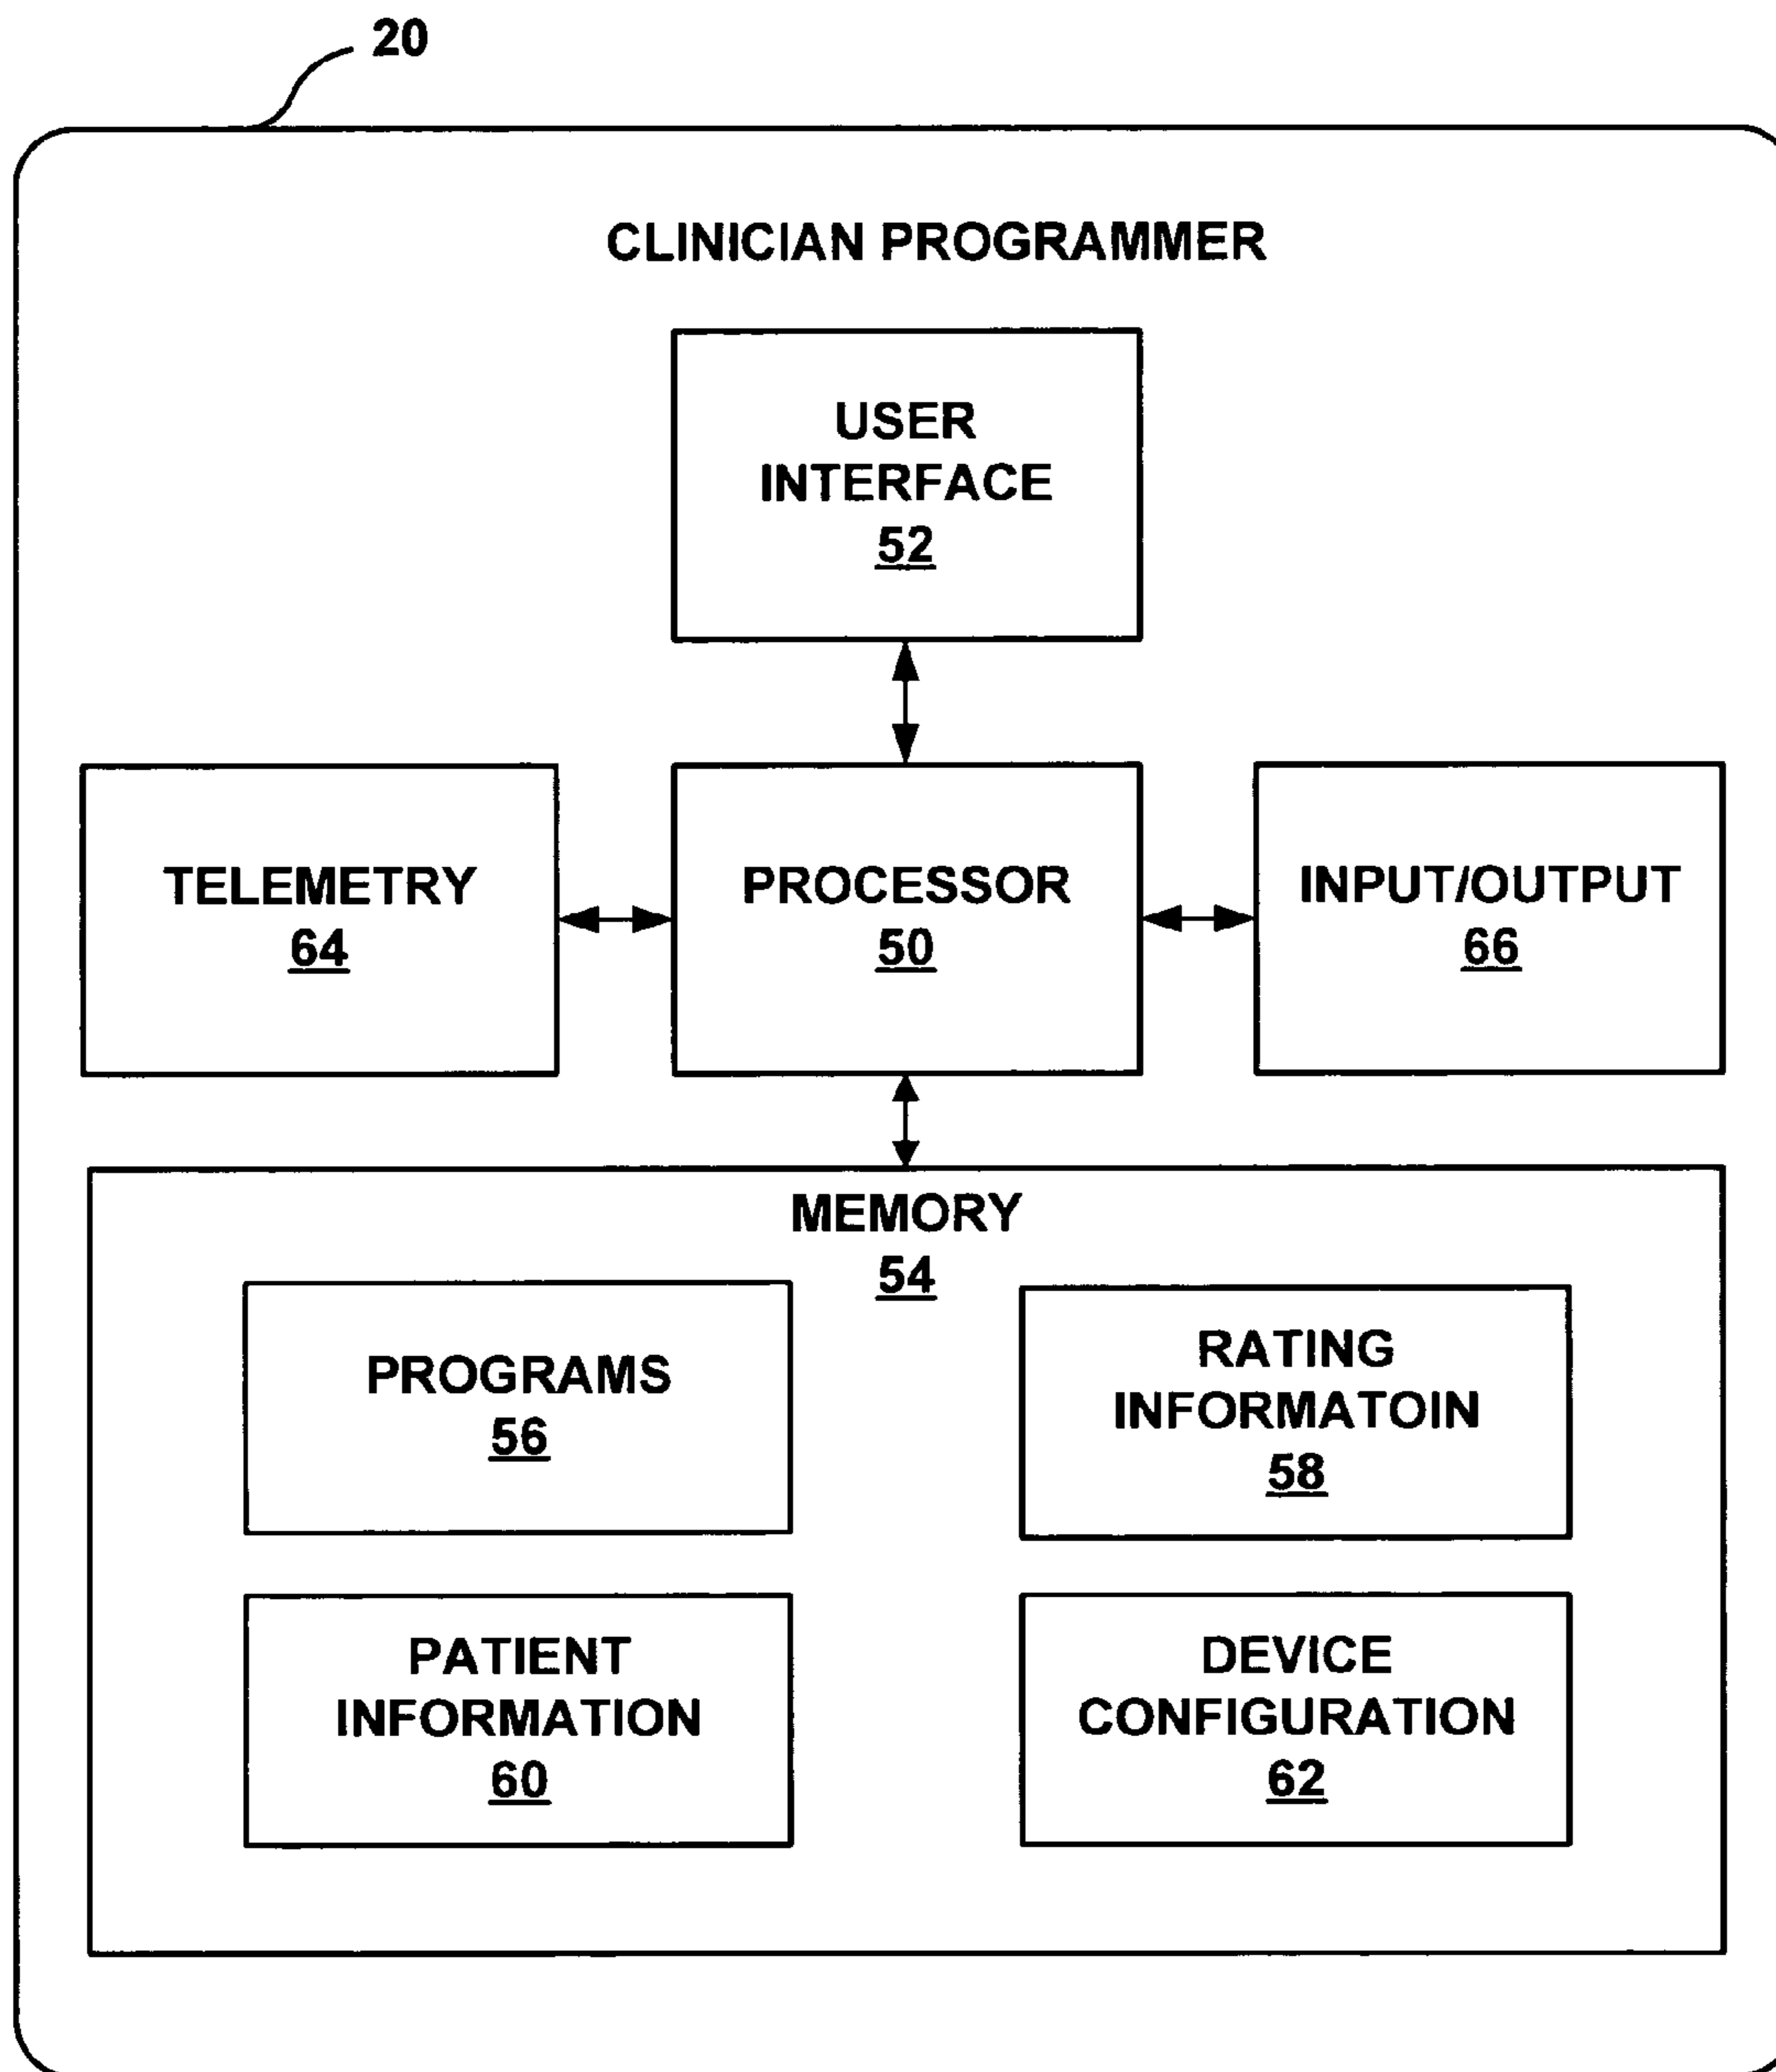 20
CLINICIAN PROGRAMMER
USER
INTERFACE
52
TELEMETRY
64
PROCESSOR
50
INPUT/OUTPUT
66
MEMORY
54
PROGRAMS
56
RATING
INFORMATOIN
58
PATIENT
INFORMATION
60
DEVICE
CONFIGURATION
62